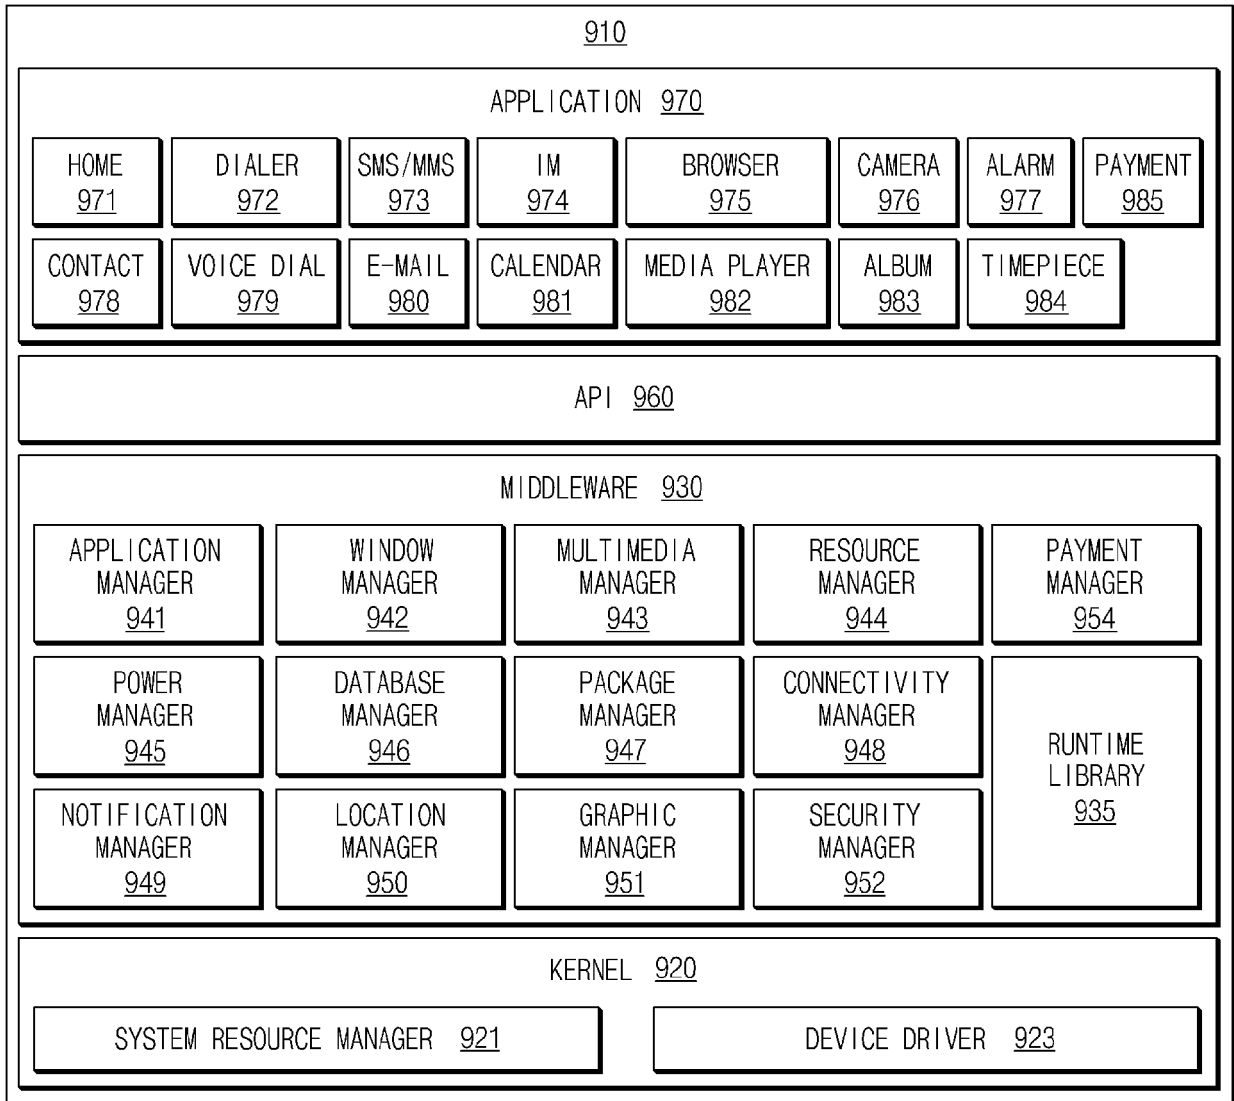 910
APPLICATION 970
HOME
971
DIALER
972
SMS/MMS
973
IM
974
BROWSER
975
CAMERA
976
ALARM
977
PAYMENT
985
CONTACT
978
VOICE DIAL
979
E-MAIL
980
CALENDAR
981
MEDIA PLAYER
982
ALBUM
983
TIMEPIECE
984
API 960
MIDDLEWARE 930
APPLICATION
MANAGER
941
WINDOW
MANAGER
942
MULTIMEDIA
MANAGER
943
RESOURCE
MANAGER
944
PAYMENT
MANAGER
954
POWER
MANAGER
945
DATABASE
MANAGER
946
PACKAGE
MANAGER
947
CONNECTIVITY
MANAGER
948
RUNTIME
LIBRARY
935
NOTIFICATION
MANAGER
949
LOCATION
MANAGER
950
GRAPHIC
MANAGER
951
SECURITY
MANAGER
952
KERNEL 920
SYSTEM RESOURCE MANAGER 921
DEVICE DRIVER 923